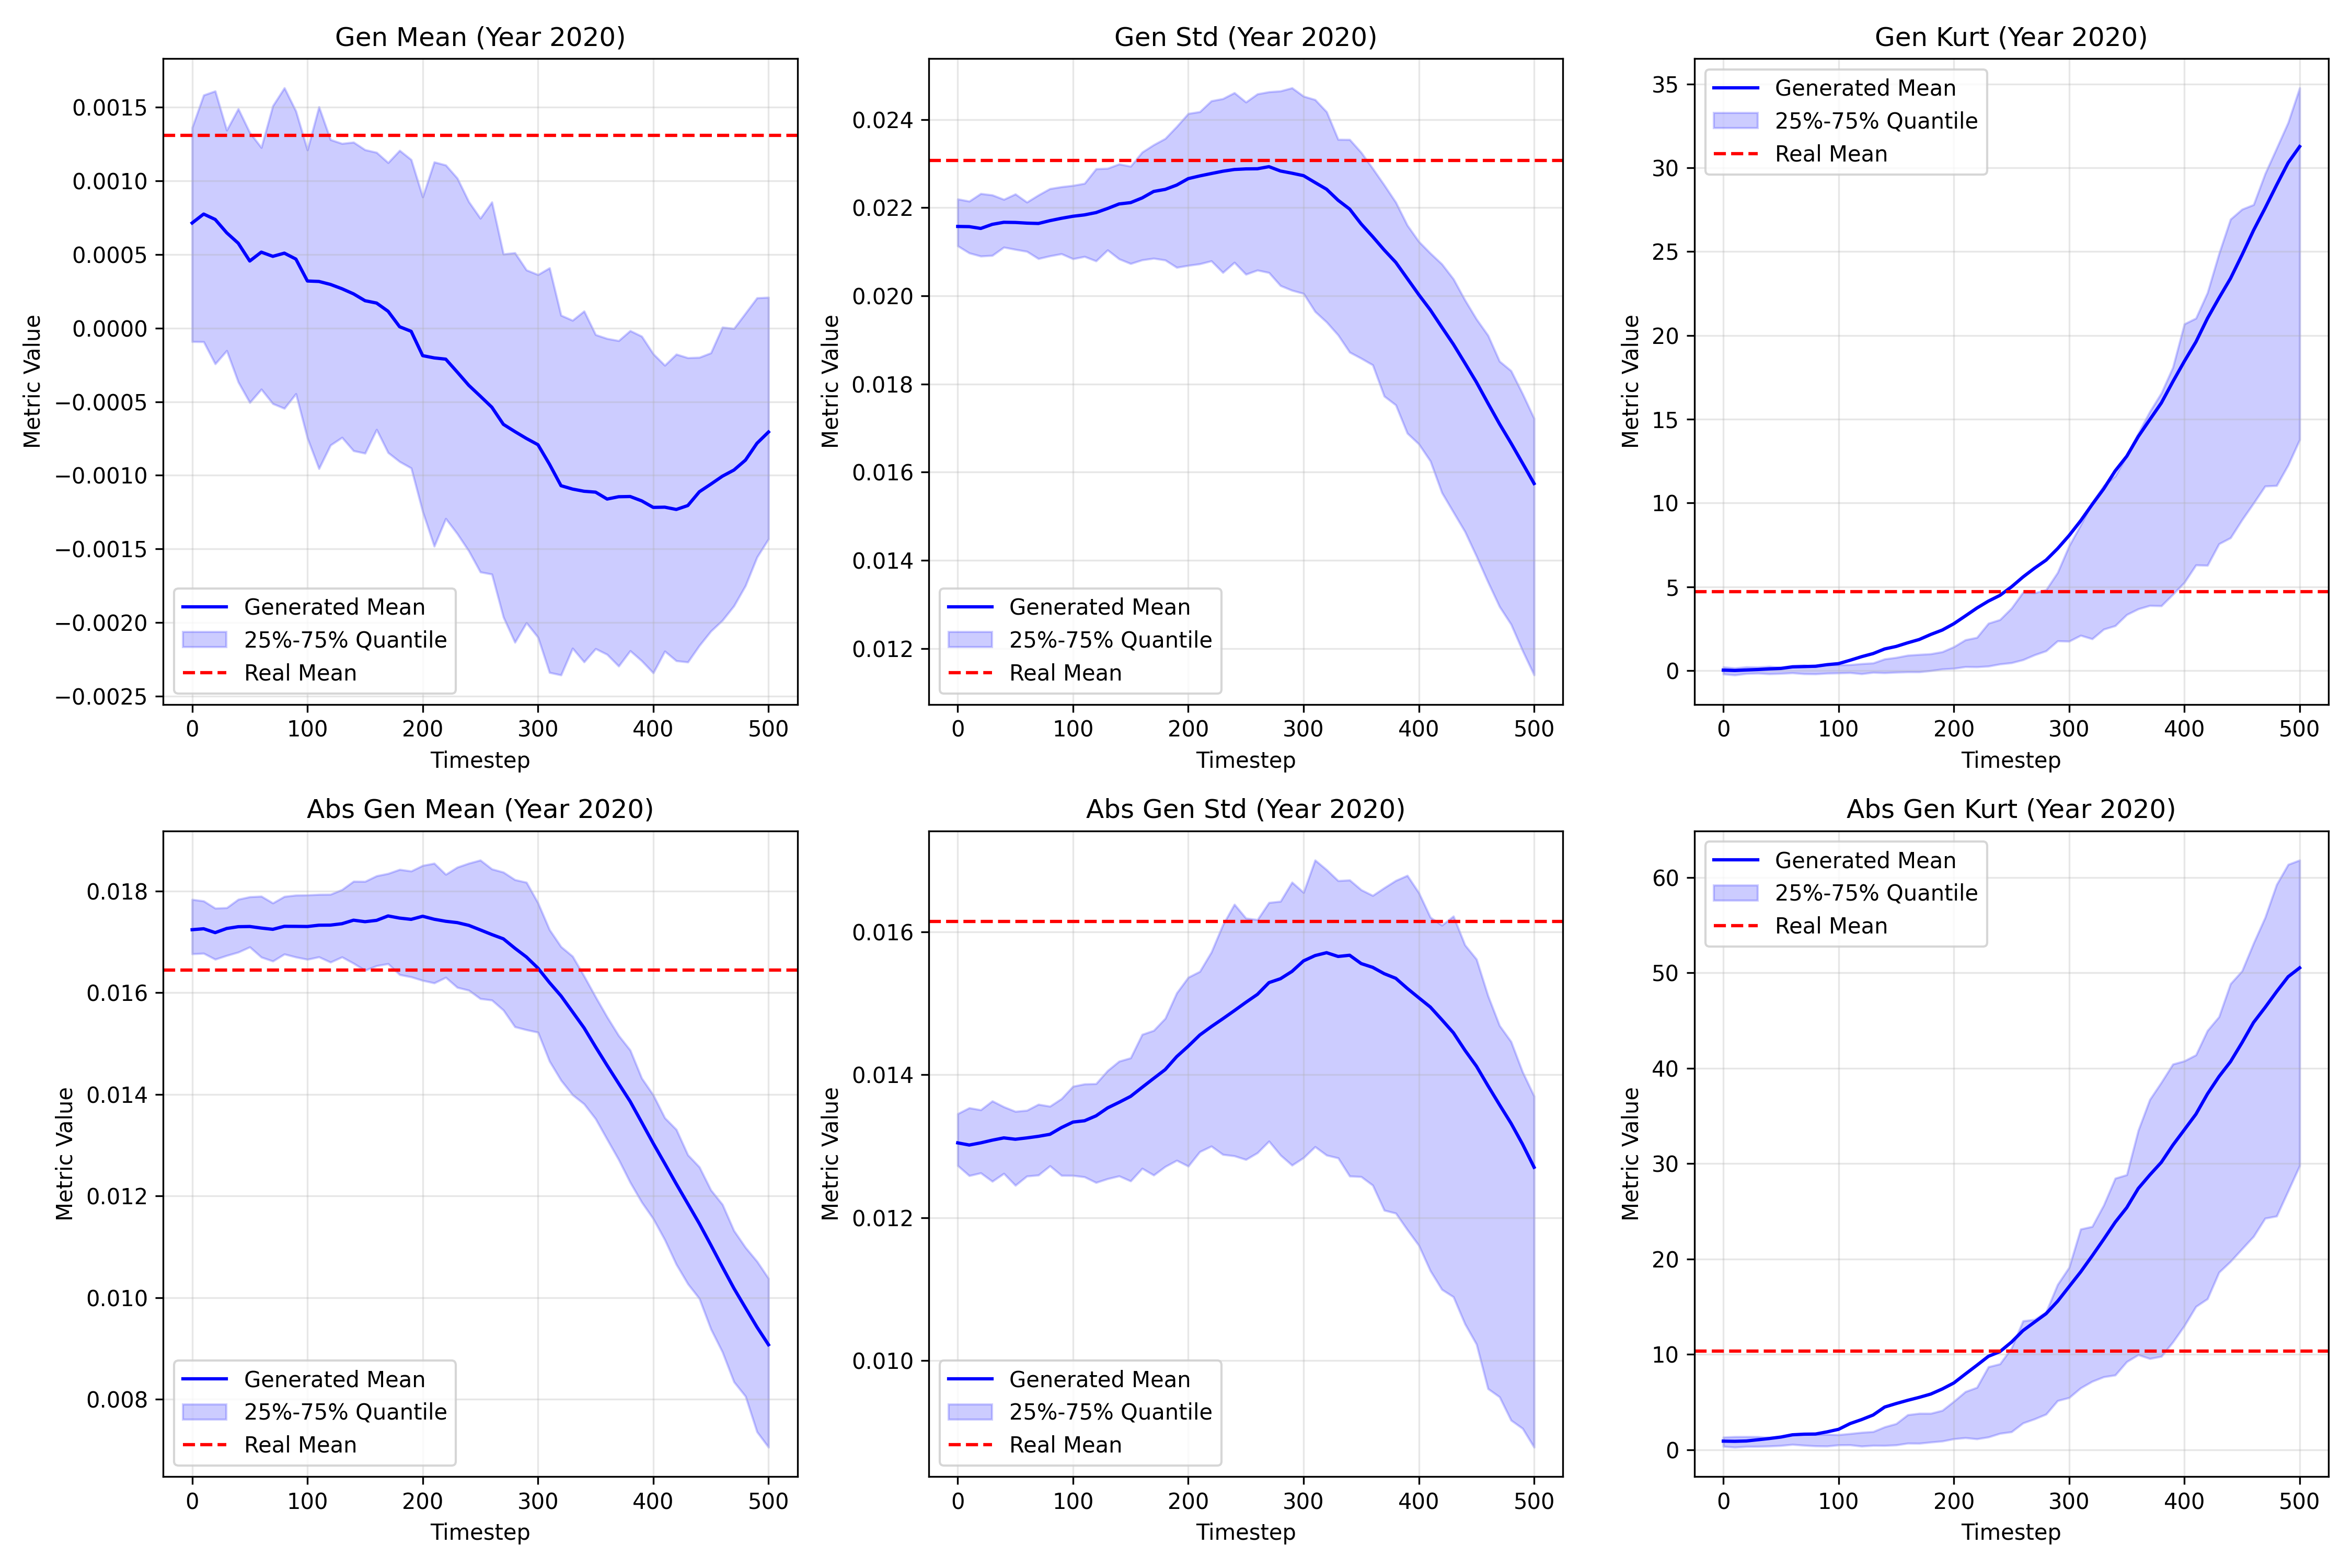 Gen Mean (Year 2020)
Metric Value
0.0015
0.0010
0.0005
0.0000
−0.0005
−0.0010
−0.0015
−0.0020
−0.0025
Generated Mean
25%-75% Quantile
Real Mean
0 100 200 300 400 500
Timestep
Gen Std (Year 2020)
Metric Value
0.024
0.022
0.020
0.018
0.016
0.014
0.012
Generated Mean
25%-75% Quantile
Real Mean
0 100 200 300 400 500
Timestep
Gen Kurt (Year 2020)
Metric Value
35
30
25
20
15
10
5
0
Generated Mean
25%-75% Quantile
Real Mean
0 100 200 300 400 500
Timestep
Abs Gen Mean (Year 2020)
Metric Value
0.018
0.016
0.014
0.012
0.010
0.008
Generated Mean
25%-75% Quantile
Real Mean
0 100 200 300 400 500
Timestep
Abs Gen Std (Year 2020)
Metric Value
0.016
0.014
0.012
0.010
Generated Mean
25%-75% Quantile
Real Mean
0 100 200 300 400 500
Timestep
Abs Gen Kurt (Year 2020)
Metric Value
60
50
40
30
20
10
0
Generated Mean
25%-75% Quantile
Real Mean
0 100 200 300 400 500
Timestep